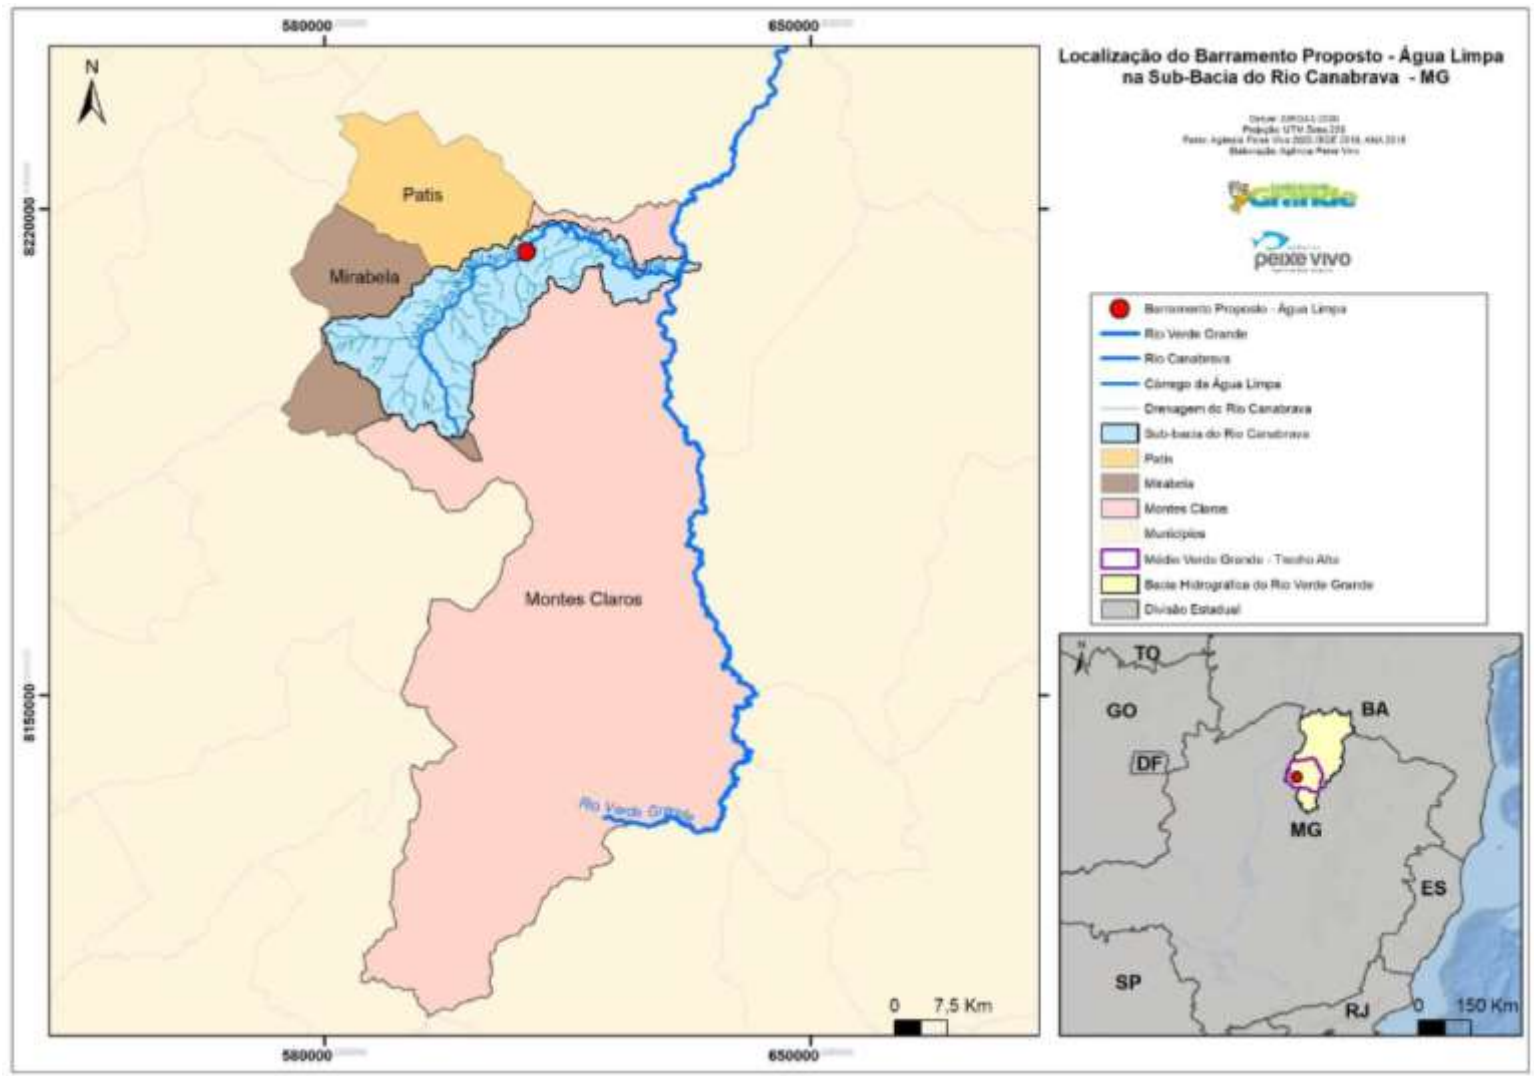 580000
650000
N
8220000
8150000
Patis
Mirabela
Montes Claros
Rio Verde Grande
0 7,5 Km
580000
650000
Localização do Barramento Proposto - Água Limpa
na Sub-Bacia do Rio Canabrava - MG
Grande
peixe vivo
Barramento Proposto - Água Limpa
Rio Verde Grande
Rio Canabrava
Córrego da Água Limpa
Drenagem do Rio Canabrava
Sub-bacia do Rio Canabrava
Patis
Mirabela
Montes Claros
Municípios
Médio Verde Grande - Trecho Alto
Bacia Hidrográfica do Rio Verde Grande
Divisão Estadual
N
TO
GO
BA
DF
MG
ES
SP
RJ
0 150 Km